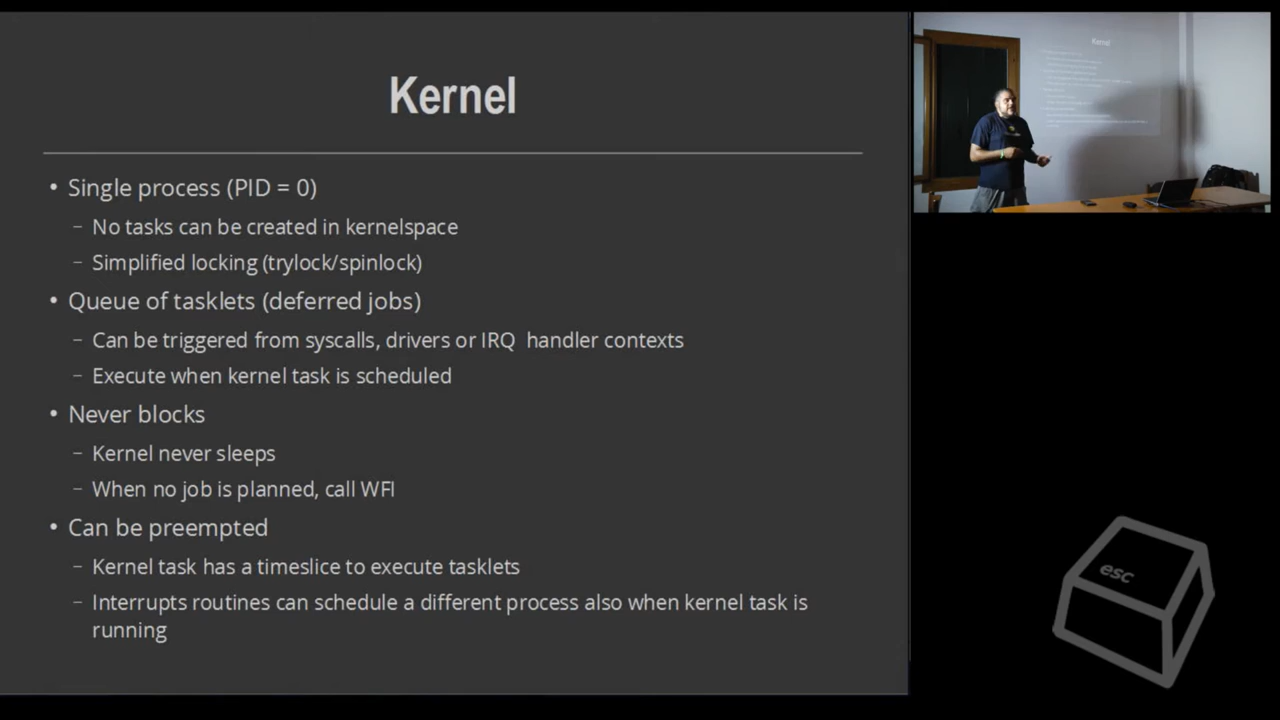 Kernel
• Single process (PID = 0)
– No tasks can be created in kernelspace
– Simplified locking (trylock/spinlock)
• Queue of tasklets (deferred jobs)
– Can be triggered from syscalls, drivers or IRQ  handler contexts
– Execute when kernel task is scheduled
• Never blocks
– Kernel never sleeps
– When no job is planned, call WFI
• Can be preempted
– Kernel task has a timeslice to execute tasklets
– Interrupts routines can schedule a different process also when kernel task is
running
Kernel
esc